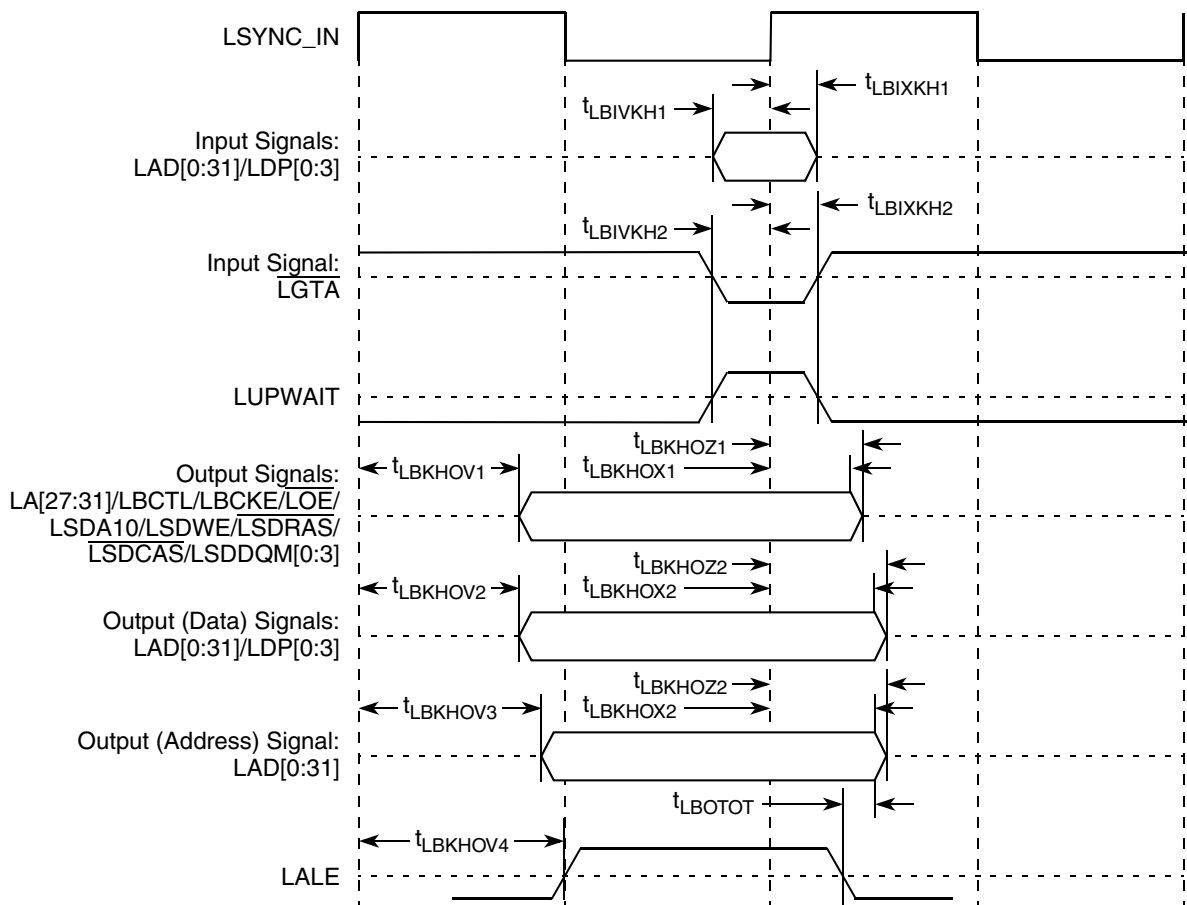 LSYNC_IN
tLBIXKH1
tLBIVKH1
Input Signals:
LAD[0:31]/LDP[0:3]
tLBIXKH2
tLBIVKH2
Input Signal:
LGTA
LUPWAIT
tLBKHOZ1
tLBKHOV1
tLBKHOX1
Output Signals:
LA[27:31]/LBCTL/LBCKE/LOE/
LSDA10/LSDWE/LSDRAS/
LSDCAS/LSDDQM[0:3]
tLBKHOZ2
tLBKHOV2
tLBKHOX2
Output (Data) Signals:
LAD[0:31]/LDP[0:3]
tLBKHOZ2
tLBKHOV3
tLBKHOX2
Output (Address) Signal:
LAD[0:31]
tLBOTOT
tLBKHOV4
LALE